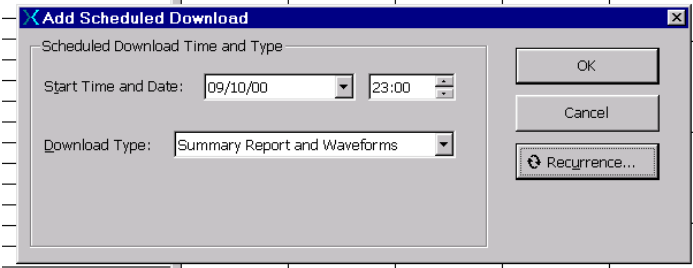 Add Scheduled Download
Scheduled Download Time and Type
Start Time and Date: 09/10/00 23:00
Download Type: Summary Report and Waveforms
OK
Cancel
Recurrence...